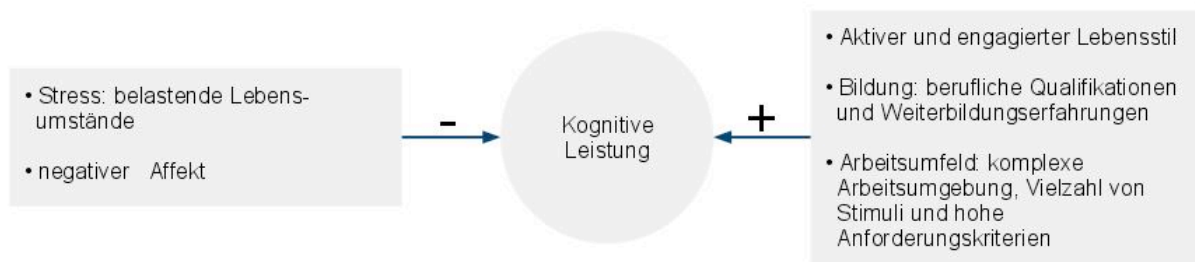 • Stress: belastende Lebens-
umstände
• negativer Affekt
-
Kognitive
Leistung
+
• Aktiver und engagierter Lebensstil
• Bildung: berufliche Qualifikationen
und Weiterbildungserfahrungen
• Arbeitsumfeld: komplexe
Arbeitsumgebung, Vielzahl von
Stimuli und hohe
Anforderungskriterien